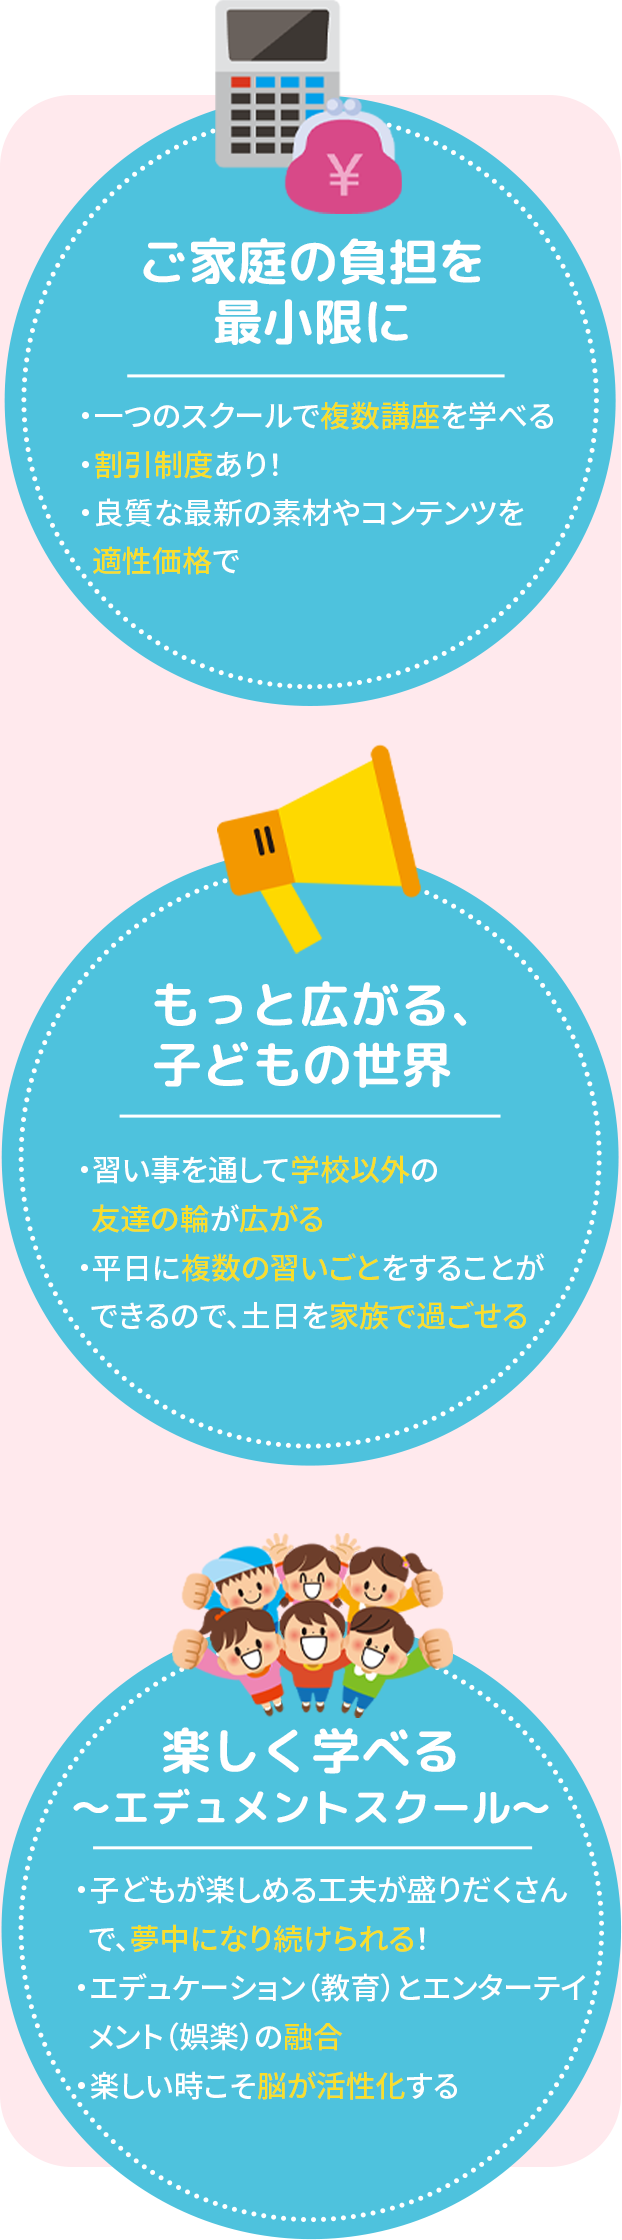 ¥
ご家庭の負担を
最小限に
・一つのスクールで複数講座を学べる
・割引制度あり！
・良質な最新の素材やコンテンツを
適性価格で
もっと広がる、
子どもの世界
・習い事を通して学校以外の
友達の輪が広がる
・平日に複数の習いごとをすることが
できるので、土日を家族で過ごせる
楽しく学べる
～エデュメントスクール～
・子どもが楽しめる工夫が盛りだくさん
で、夢中になり続けられる！
・エデュケーション（教育）とエンターテイ
メント（娯楽）の融合
・楽しい時こそ脳が活性化する